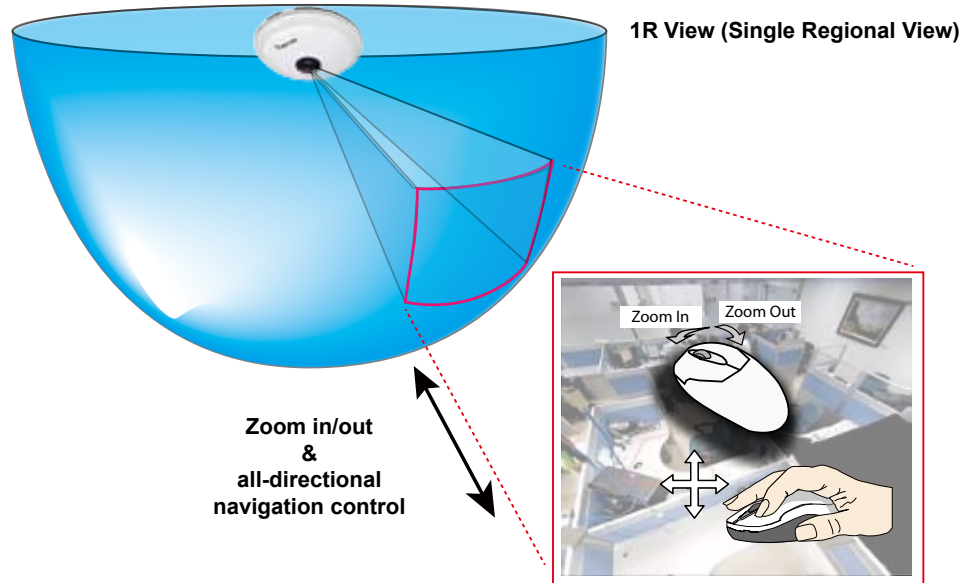 1R View (Single Regional View)
Zoom In
Zoom Out
Zoom in/out
&
all-directional
navigation control